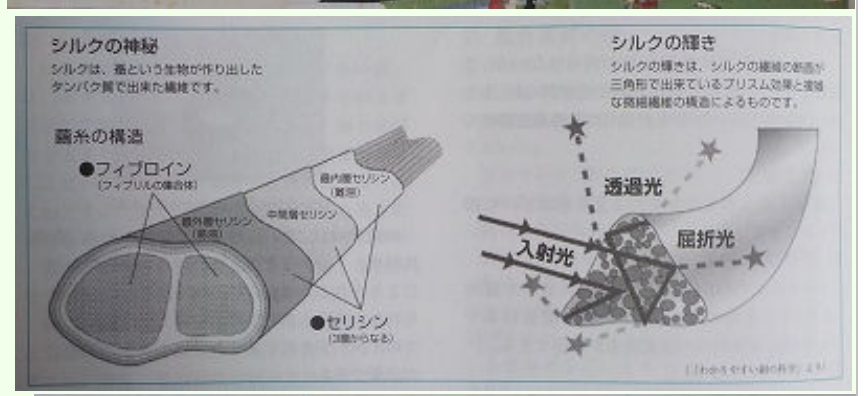 シルクの神秘
シルクは、蚕という生物が作り出した
タンパク質で出来た繊維です。
繭糸の構造
●フィブロイン
(フィブリルの集合体)
最外層セリシン
(易溶)
中間層セリシン
最内層セリシン
(難溶)
●セリシン
(3層からなる)
シルクの輝き
シルクの輝きは、シルクの繊維の断面が
三角形で出来ているプリズム効果と複雑
な微細繊維の構造によるものです。
透過光
入射光
屈折光
「わかりやすい絹の科学」より